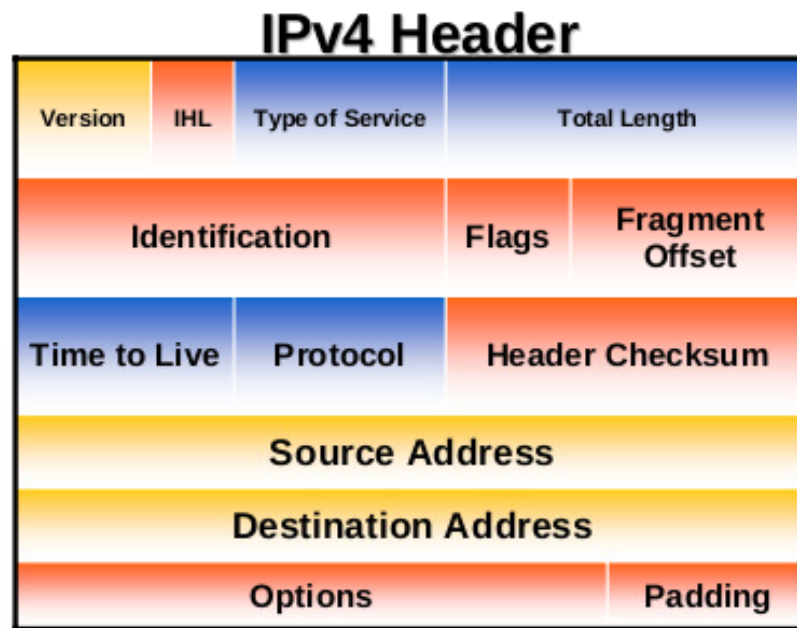 IPv4 Header
Version IHL Type of Service Total Length
Identification Flags Fragment
Offset
Time to Live Protocol Header Checksum
Source Address
Destination Address
Options Padding